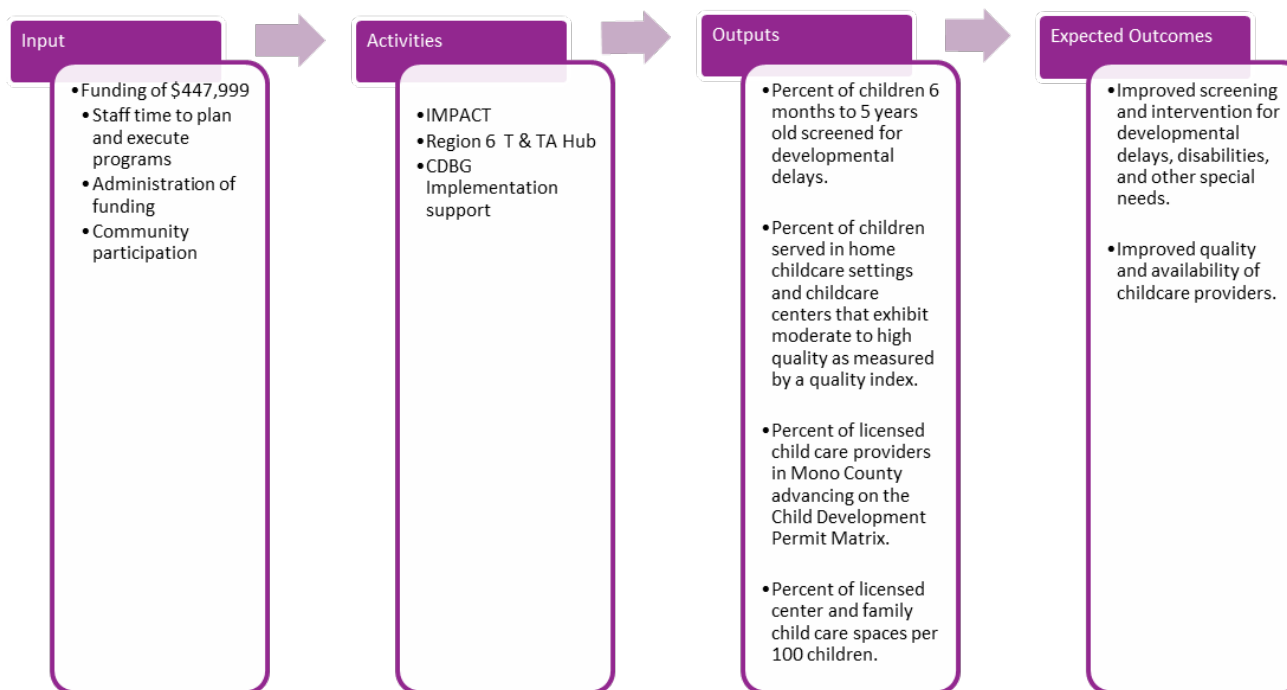 Input
•Funding of $447,999
•Staff time to plan
and execute
programs
•Administration of
funding
•Community
participation
Activities
•IMPACT
•Region 6 T & TA Hub
•CDBG
Implementation
support
Outputs
•Percent of children 6
months to 5 years
old screened for
developmental
delays.
•Percent of children
served in home
childcare settings
and childcare
centers that exhibit
moderate to high
quality as measured
by a quality index.
•Percent of licensed
child care providers
in Mono County
advancing on the
Child Development
Permit Matrix.
•Percent of licensed
center and family
child care spaces per
100 children.
Expected Outcomes
•Improved screening
and intervention for
developmental
delays, disabilities,
and other special
needs.
•Improved quality
and availability of
childcare providers.